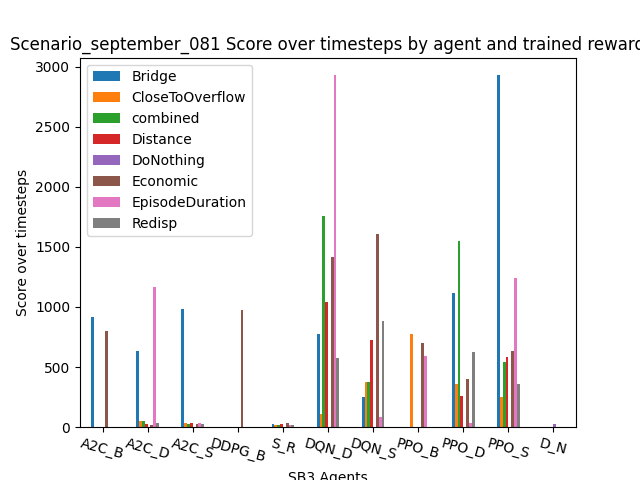 Scenario_september_081 Score over timesteps by agent and trained reward
3000
2500
2000
1500
1000
500
0
Score over timesteps
Bridge
CloseToOverflow
combined
Distance
DoNothing
Economic
EpisodeDuration
Redisp
A2C_B
A2C_D
A2C_S
DDPG_B
S_R
DQN_D
DQN_S
PPO_B
PPO_D
PPO_S
D_N
SB3 Agents